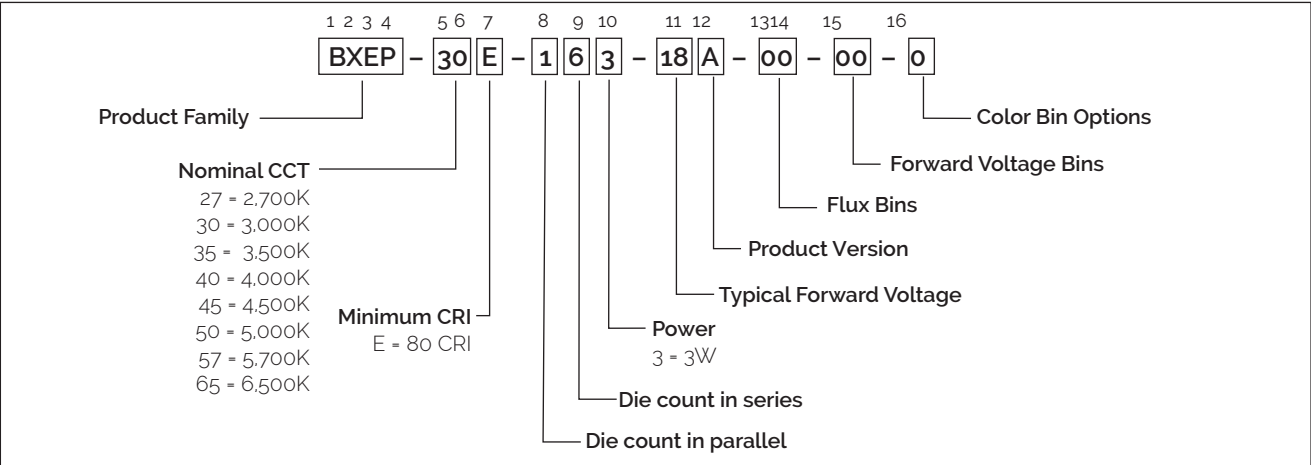 1 2 3 4 5 6 7 8 9 10 11 12 1314 15 16
BXEP – 30 E – 1 6 3 – 18 A – 00 – 00 – 0
Product Family
Color Bin Options
Nominal CCT
Forward Voltage Bins
27 = 2,700K
30 = 3,000K
35 = 3,500K
40 = 4,000K
45 = 4,500K
50 = 5,000K
57 = 5,700K
65 = 6,500K
Flux Bins
Product Version
Typical Forward Voltage
Minimum CRI
E = 80 CRI
Power
3 = 3W
Die count in series
Die count in parallel